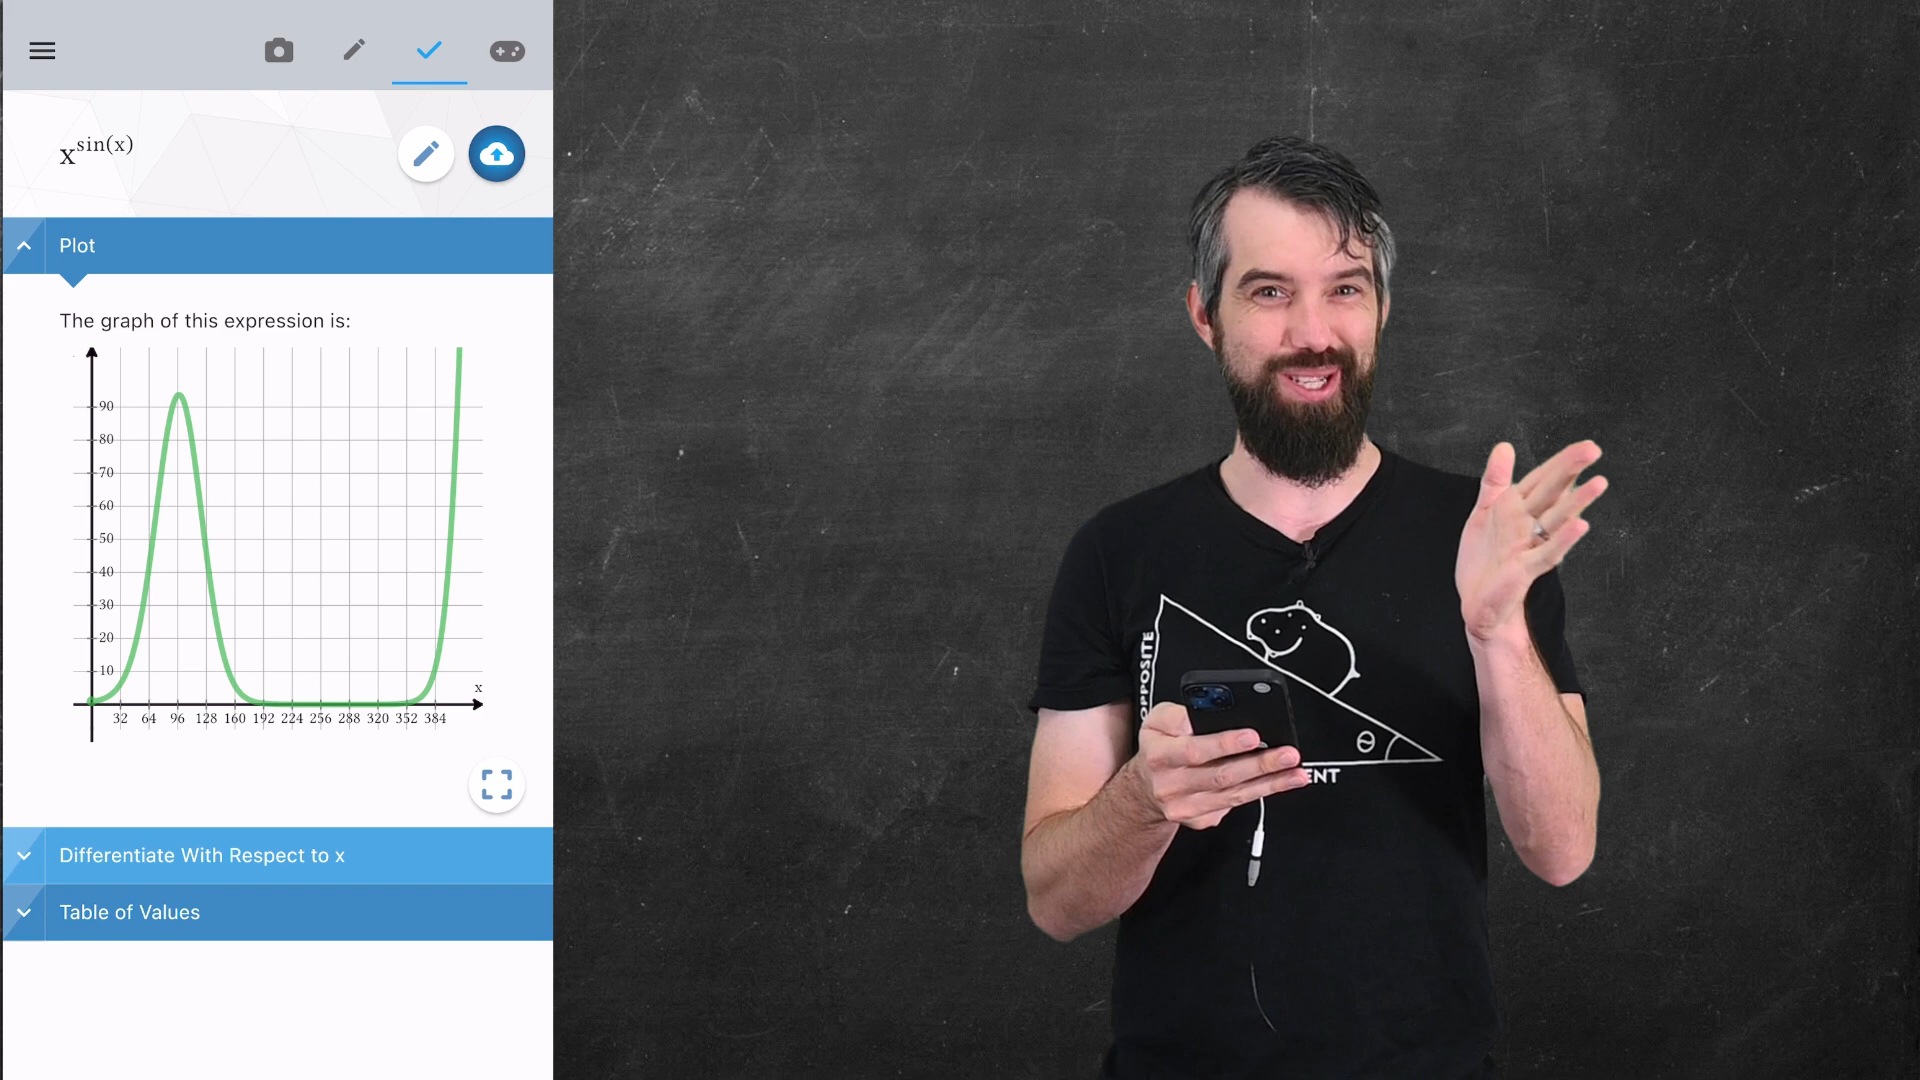 x^sin(x)
Plot
The graph of this expression is:
90
80
70
60
50
40
30
20
10
x
32 64 96 128 160 192 224 256 288 320 352 384
Differentiate With Respect to x
Table of Values
OPPOSITE
θ
ENT